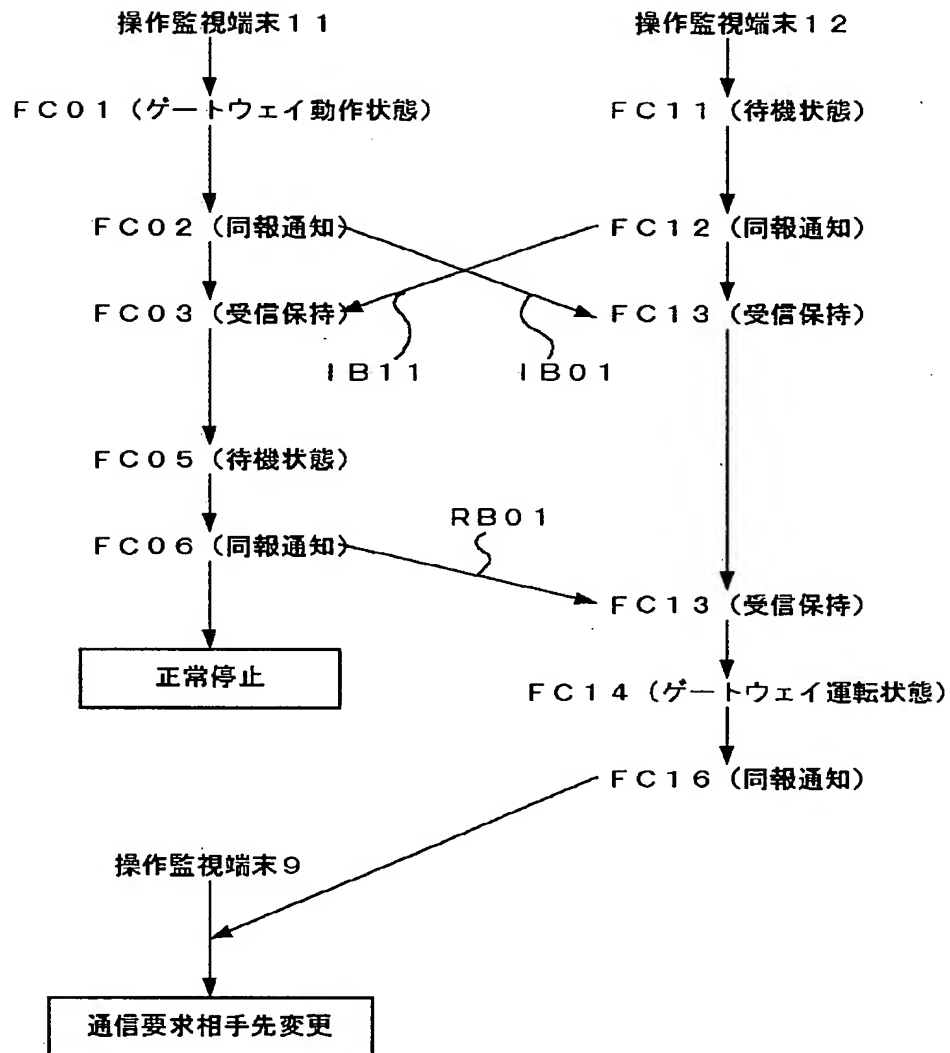 操作監視端末１１
操作監視端末１２
ＦＣ０１（ゲートウェイ動作状態）
ＦＣ１１（待機状態）
ＦＣ０２（同報通知）
ＦＣ１２（同報通知）
ＦＣ０３（受信保持）
ＦＣ１３（受信保持）
ＩＢ１１
ＩＢ０１
ＦＣ０５（待機状態）
ＲＢ０１
ＦＣ０６（同報通知）
ＦＣ１３（受信保持）
正常停止
ＦＣ１４（ゲートウェイ運転状態）
ＦＣ１６（同報通知）
操作監視端末９
通信要求相手先変更